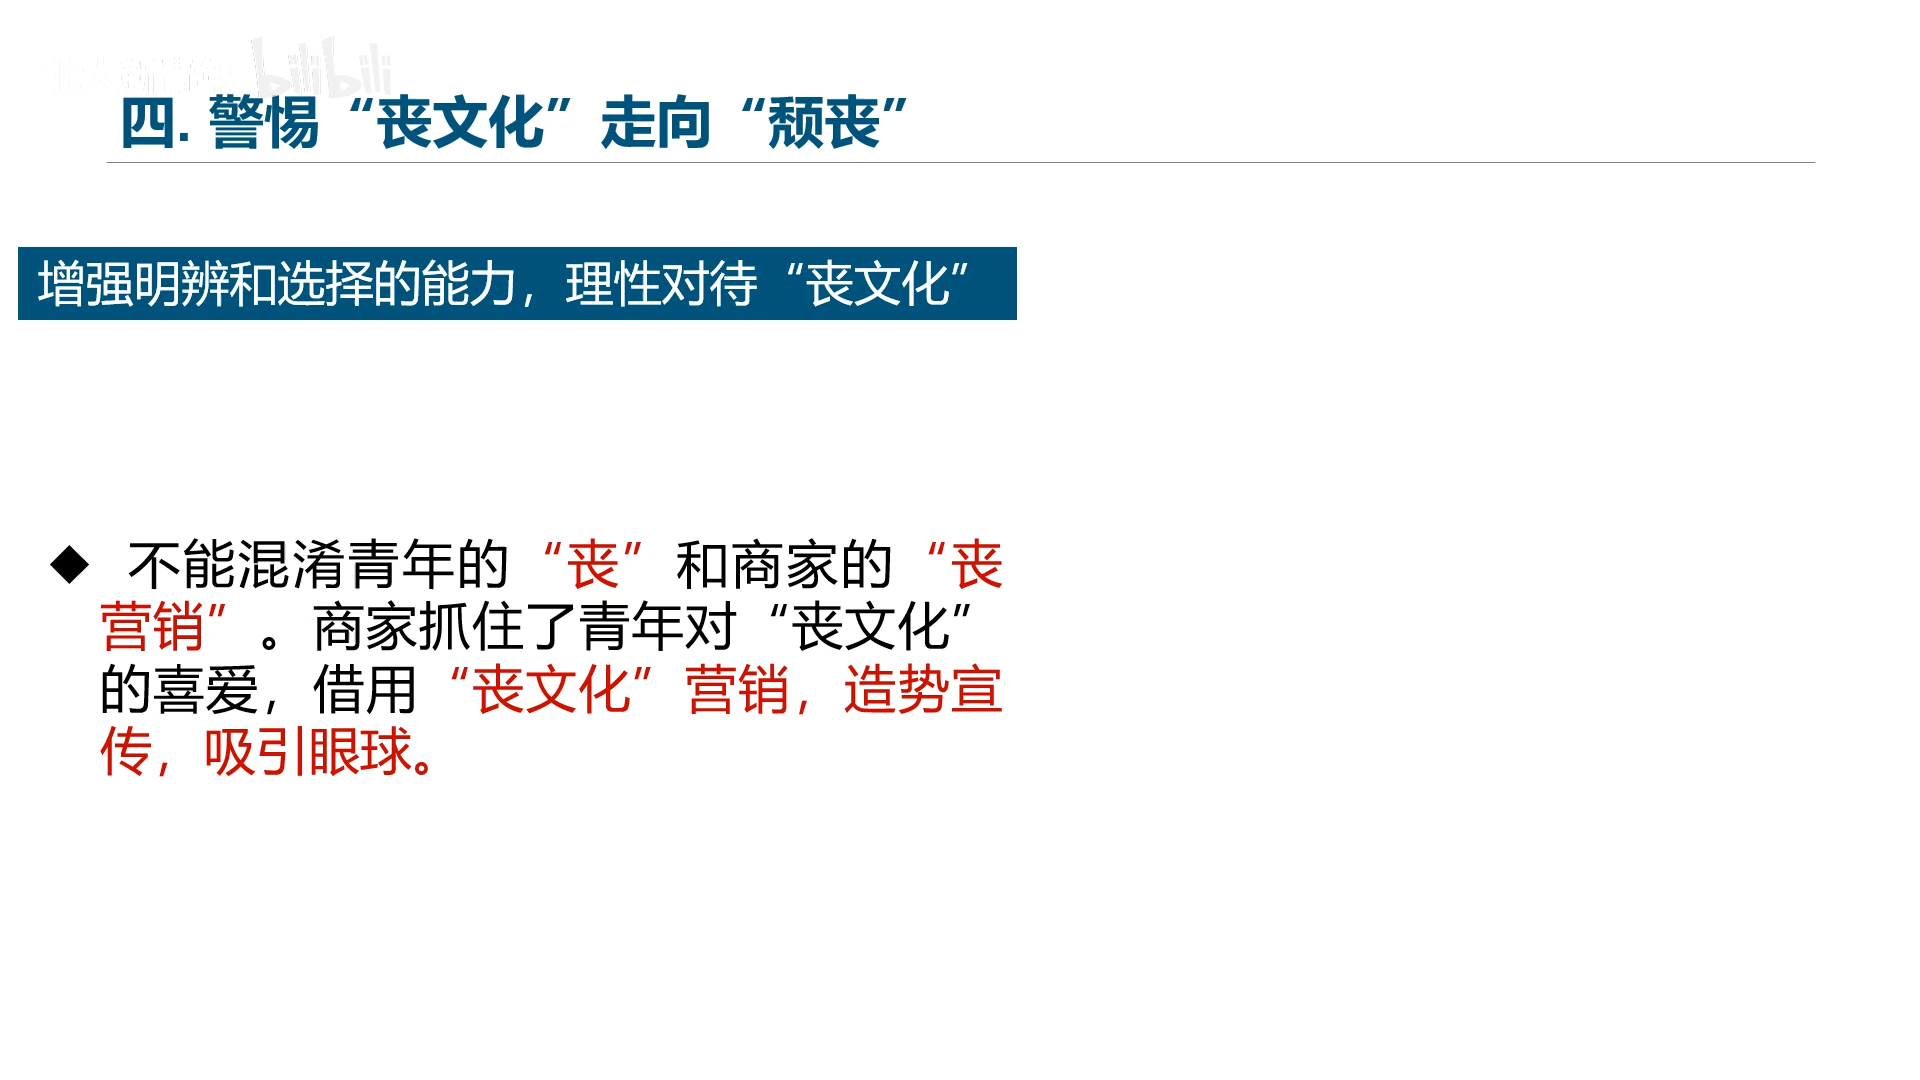 bilibili
四. 警惕“丧文化”走向“颓丧”
增强明辨和选择的能力，理性对待“丧文化”
◆ 不能混淆青年的“丧”和商家的“丧
营销”。商家抓住了青年对“丧文化”
的喜爱，借用“丧文化”营销，造势宣
传，吸引眼球。